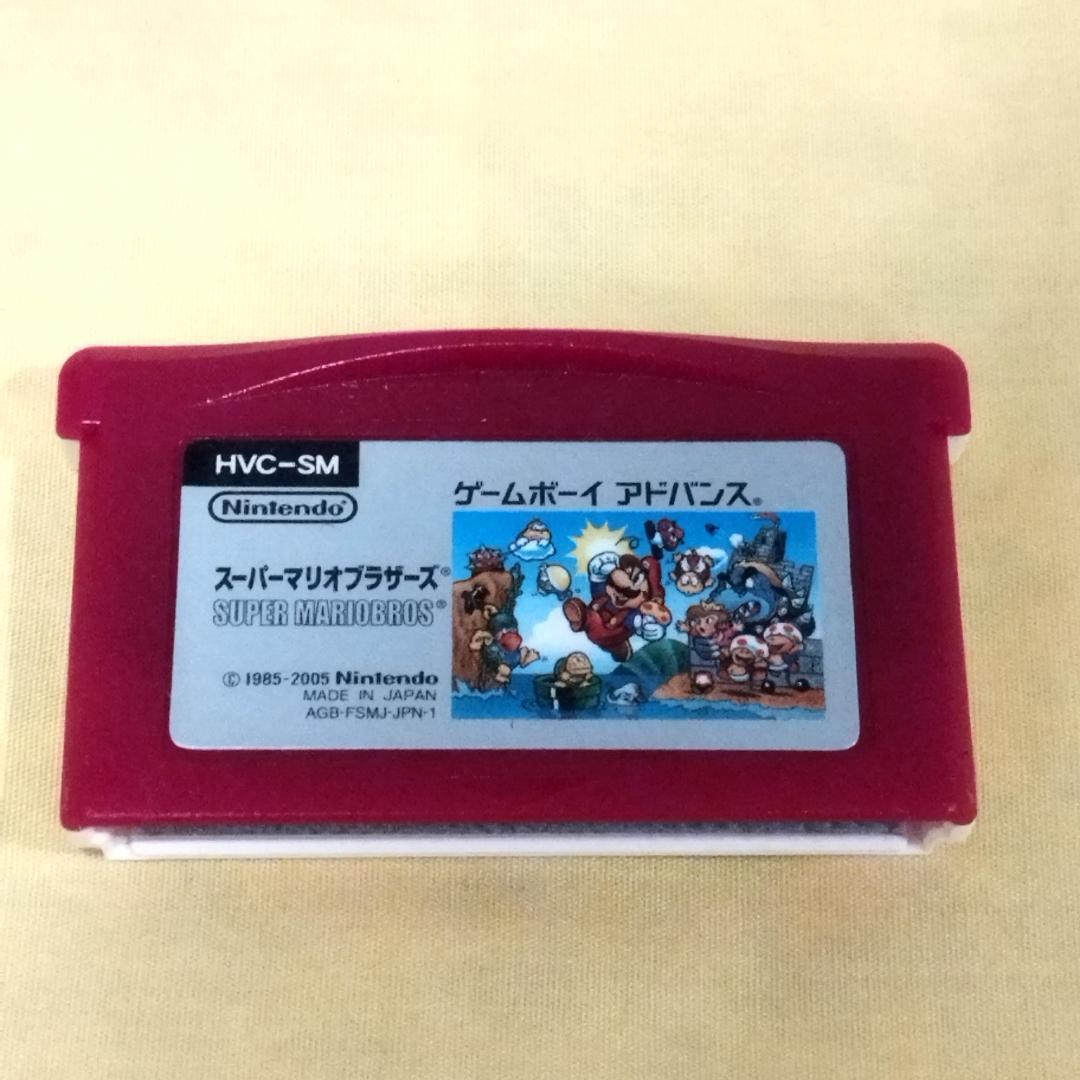 HVC-SM
Nintendo®
ゲームボーイ アドバンス®
スーパーマリオブラザーズ®
SUPER MARIOBROS®
© 1985-2005 Nintendo
MADE IN JAPAN
AGB-FSMJ-JPN-1